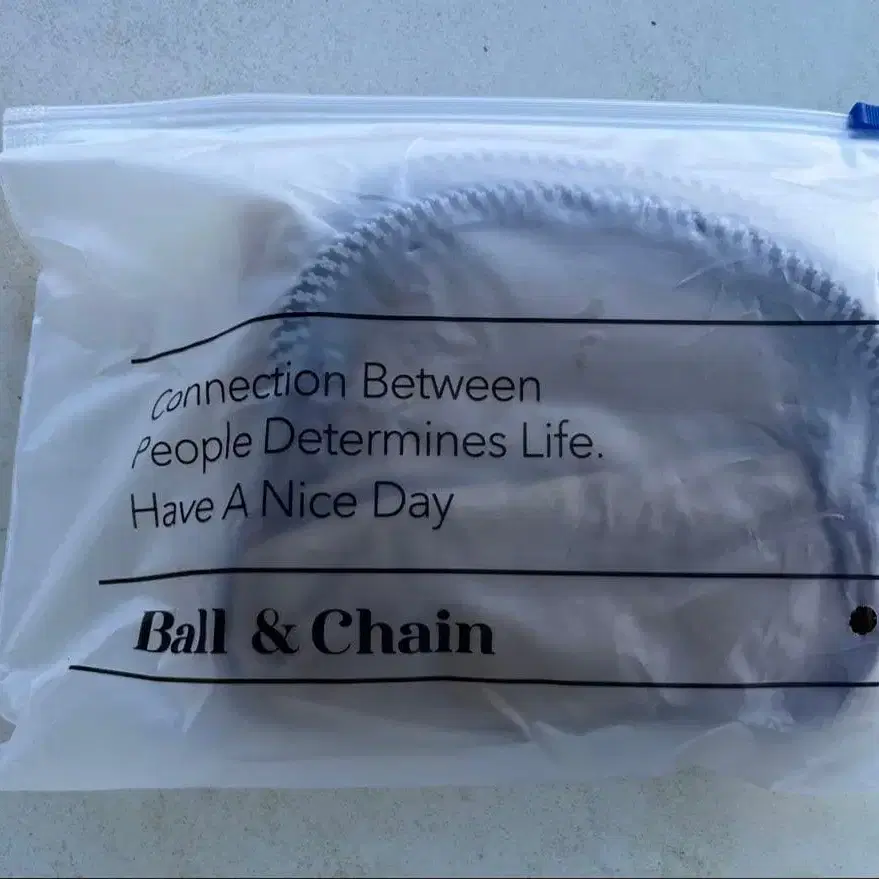 Connection Between
People Determines Life.
Have A Nice Day
Ball & Chain